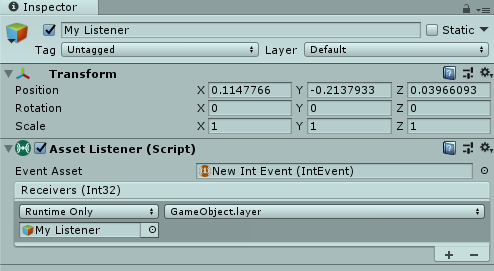 Inspector
My Listener Static
Tag Untagged Layer Default
Transform
Position X 0.1147766 Y -0.2137933 Z 0.03966093
Rotation X 0 Y 0 Z 0
Scale X 1 Y 1 Z 1
Asset Listener (Script)
Event Asset New Int Event (IntEvent)
Receivers (Int32)
Runtime Only GameObject.layer
My Listener
+ −